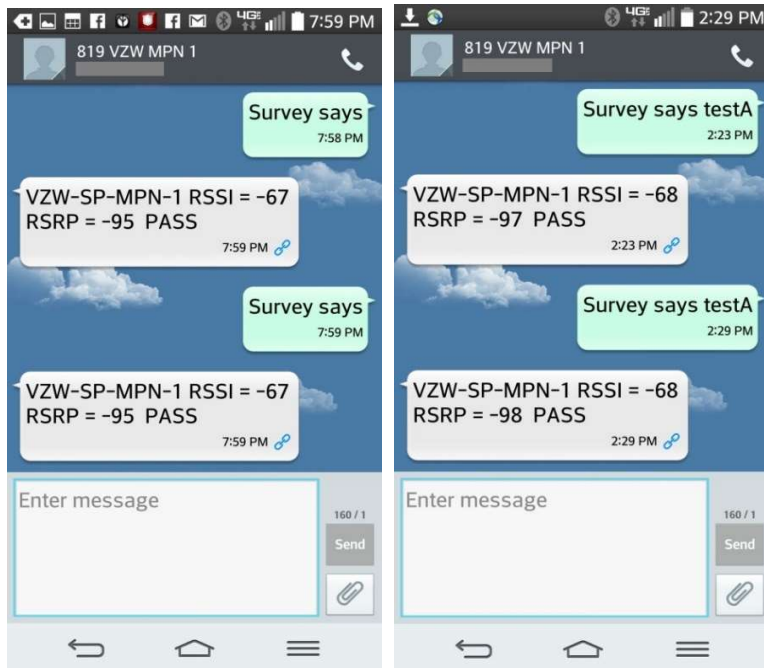 7:59 PM
819 VZW MPN 1
Survey says
7:58 PM
VZW-SP-MPN-1 RSSI = -67
RSRP = -95  PASS
7:59 PM
Survey says
7:59 PM
VZW-SP-MPN-1 RSSI = -67
RSRP = -95  PASS
7:59 PM
Enter message
160 / 1
Send
4G 2:29 PM
819 VZW MPN 1
Survey says testA
2:23 PM
VZW-SP-MPN-1 RSSI = -68
RSRP = -97  PASS
2:23 PM
Survey says testA
2:29 PM
VZW-SP-MPN-1 RSSI = -68
RSRP = -98  PASS
2:29 PM
Enter message
160 / 1
Send